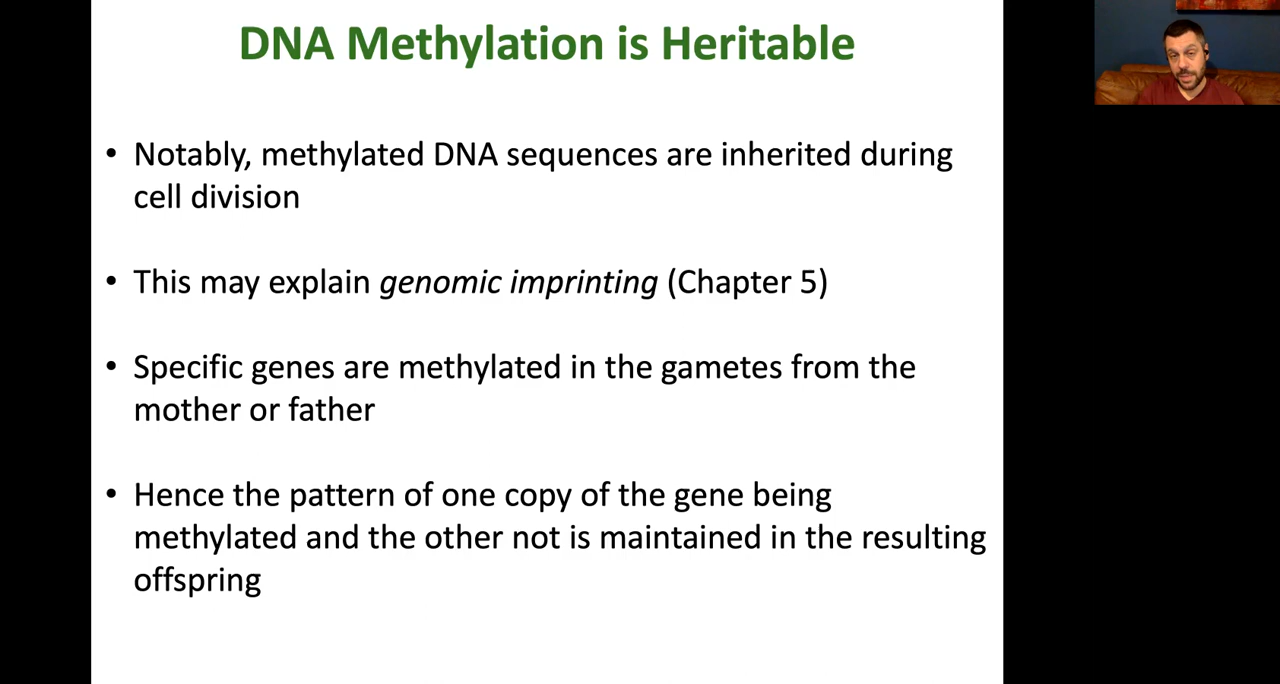 DNA Methylation is Heritable
• Notably, methylated DNA sequences are inherited during
cell division
• This may explain genomic imprinting (Chapter 5)
• Specific genes are methylated in the gametes from the
mother or father
• Hence the pattern of one copy of the gene being
methylated and the other not is maintained in the resulting
offspring